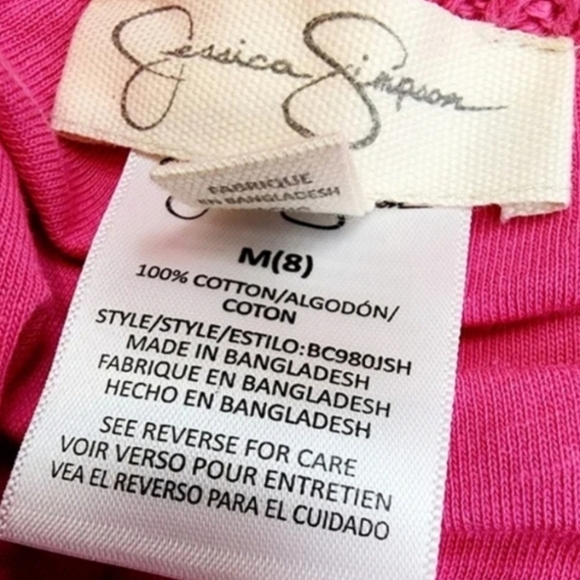 Jessica Simpson
FABRIQUE
EN BANGLADESH
M(8)
100% COTTON/ALGODÓN/
COTON
STYLE/STYLE/ESTILO:BC980JSH
MADE IN BANGLADESH
FABRIQUE EN BANGLADESH
HECHO EN BANGLADESH
SEE REVERSE FOR CARE
VOIR VERSO POUR ENTRETIEN
VEA EL REVERSO PARA EL CUIDADO